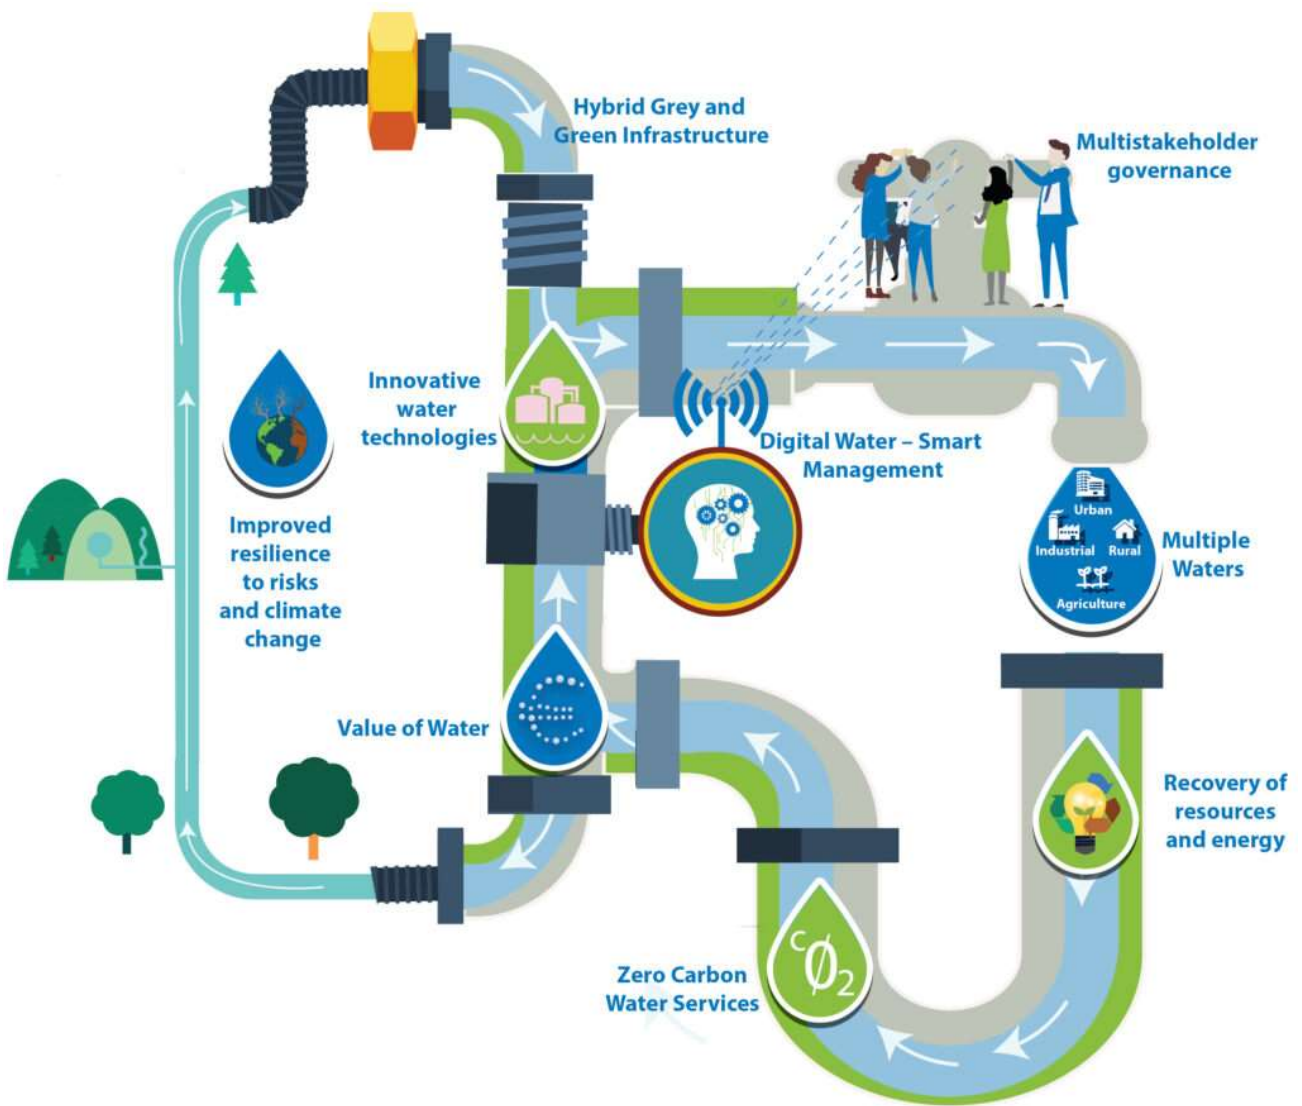 Hybrid Grey and
Green Infrastructure
Multistakeholder
governance
Innovative
water
technologies
Digital Water – Smart
Management
Improved
resilience
to risks
and climate
change
Urban
Industrial
Rural
Agriculture
Multiple
Waters
Value of Water
Recovery of
resources
and energy
Zero Carbon
Water Services
CØ2